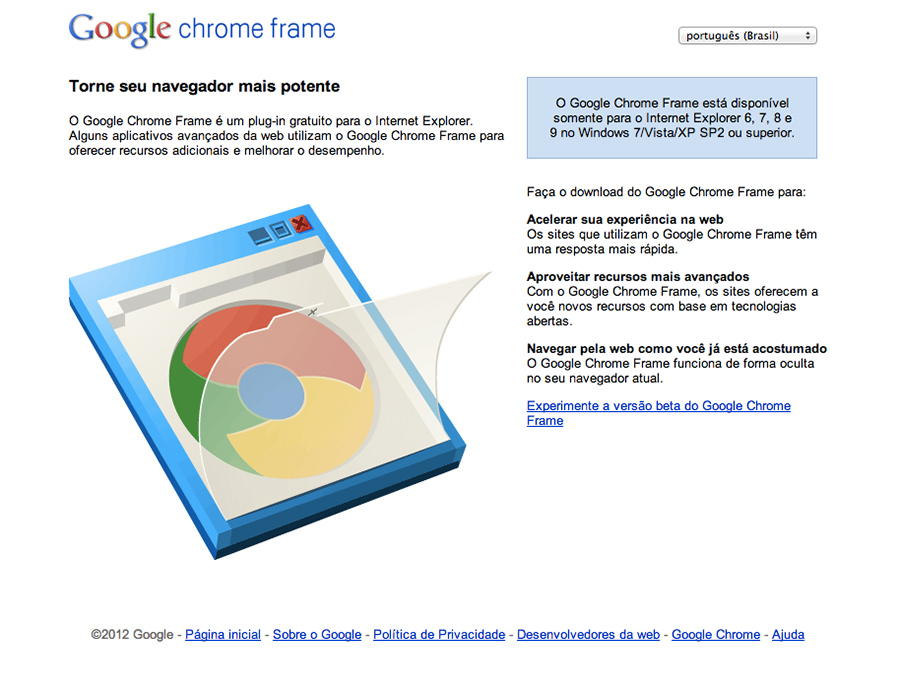 Google chrome frame
português (Brasil)
Torne seu navegador mais potente
O Google Chrome Frame é um plug-in gratuito para o Internet Explorer.
Alguns aplicativos avançados da web utilizam o Google Chrome Frame para
oferecer recursos adicionais e melhorar o desempenho.
O Google Chrome Frame está disponível
somente para o Internet Explorer 6, 7, 8 e
9 no Windows 7/Vista/XP SP2 ou superior.
Faça o download do Google Chrome Frame para:
Acelerar sua experiência na web
Os sites que utilizam o Google Chrome Frame têm
uma resposta mais rápida.
Aproveitar recursos mais avançados
Com o Google Chrome Frame, os sites oferecem a
você novos recursos com base em tecnologias
abertas.
Navegar pela web como você já está acostumado
O Google Chrome Frame funciona de forma oculta
no seu navegador atual.
Experimente a versão beta do Google Chrome
Frame
©2012 Google - Página inicial - Sobre o Google - Política de Privacidade - Desenvolvedores da web - Google Chrome - Ajuda